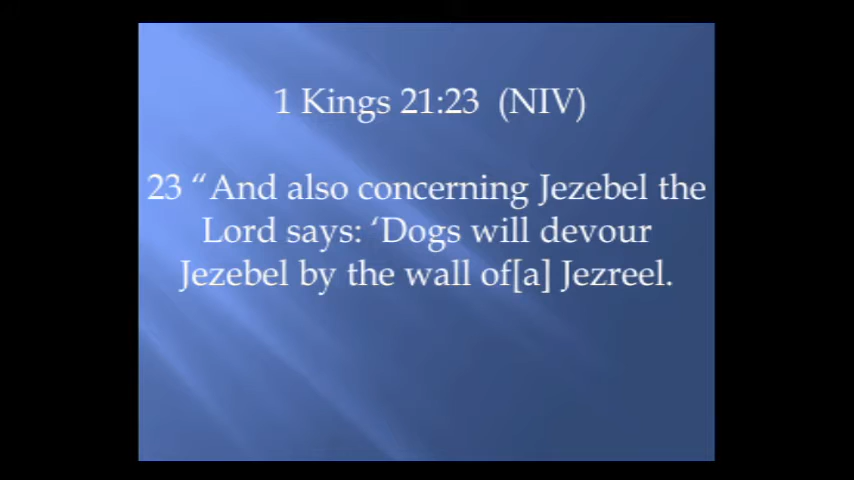 1 Kings 21:23 (NIV)
23 “And also concerning Jezebel the
Lord says: ‘Dogs will devour
Jezebel by the wall of[a] Jezreel.